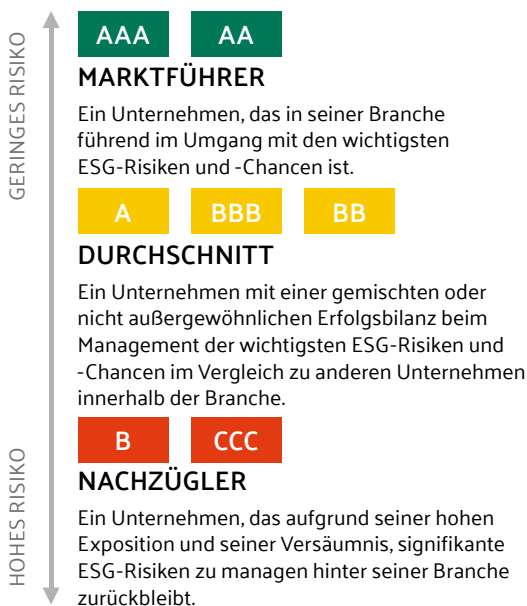 GERINGES RISIKO
AAA AA
MARKTFÜHRER
Ein Unternehmen, das in seiner Branche
führend im Umgang mit den wichtigsten
ESG-Risiken und -Chancen ist.
A BBB BB
DURCHSCHNITT
Ein Unternehmen mit einer gemischten oder
nicht außergewöhnlichen Erfolgsbilanz beim
Management der wichtigsten ESG-Risiken und
-Chancen im Vergleich zu anderen Unternehmen
innerhalb der Branche.
HOHES RISIKO
B CCC
NACHZÜGLER
Ein Unternehmen, das aufgrund seiner hohen
Exposition und seiner Versäumnis, signifikante
ESG-Risiken zu managen hinter seiner Branche
zurückbleibt.